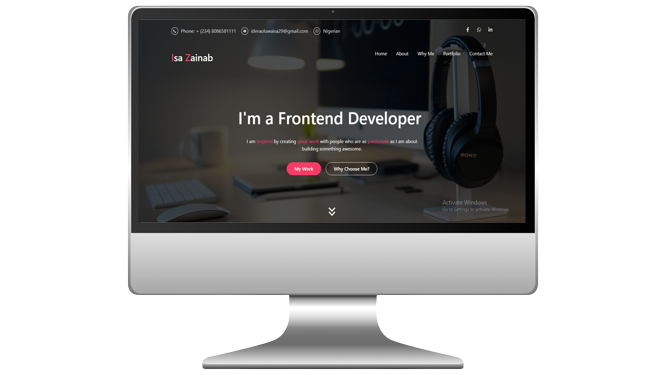 Phone: + (234) 8086581111 idenaoluwaisa29@gmail.com Nigerian
Isa Zainab
Home About Why Me Portfolio Contact Me
I'm a Frontend Developer
I am inspired by creating great work with people who are as passionate as I am about
building something awesome.
My Work Why Choose Me?
SONY
Activate Windows
Go to Settings to activate Windows.